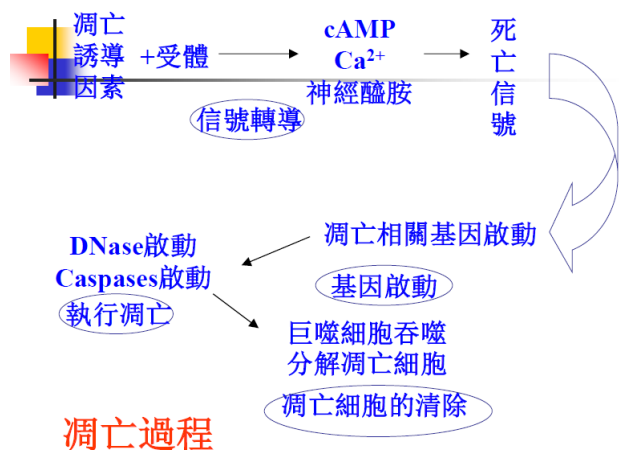 凋亡
誘導
因素
+受體
cAMP
Ca²⁺
神經醯胺
死
亡
信
號
信號轉導
凋亡相關基因啟動
基因啟動
DNase啟動
Caspases啟動
執行凋亡
巨噬細胞吞噬
分解凋亡細胞
凋亡細胞的清除
凋亡過程